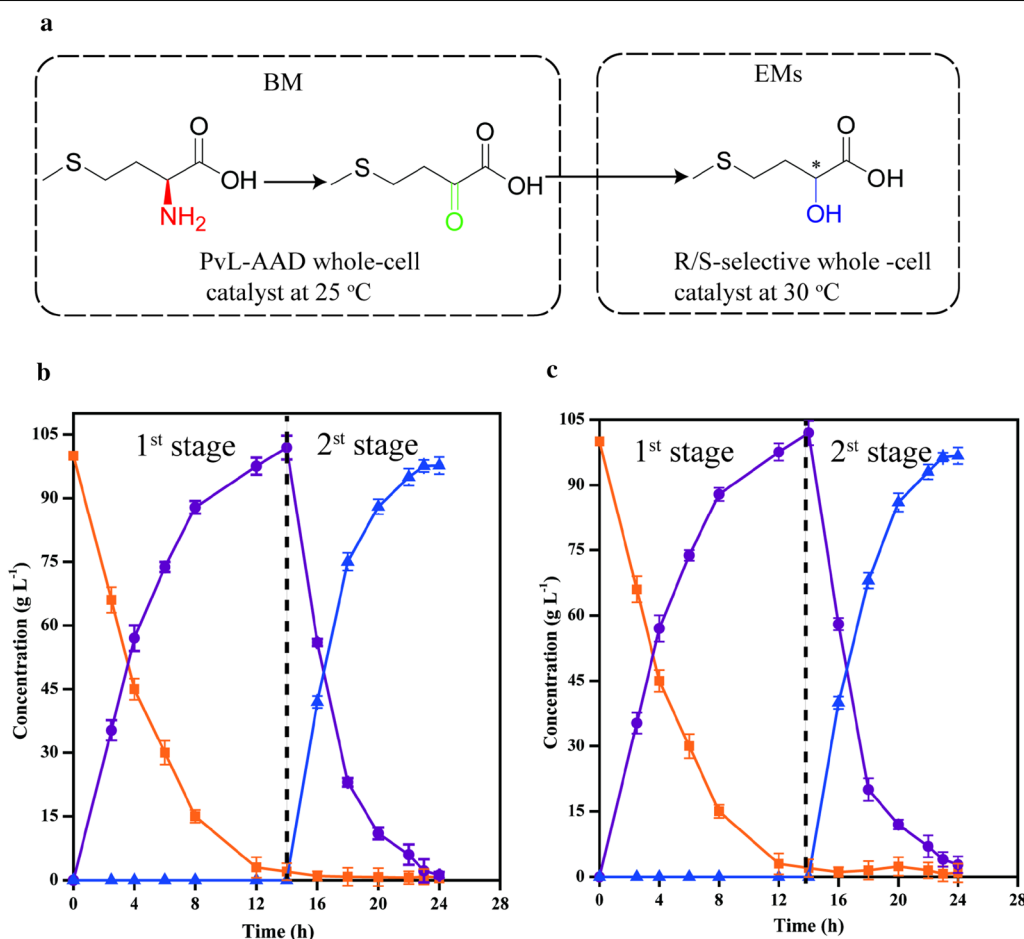 a
BM
EMs
S
O
OH
NH2
S
O
OH
O
S
*
O
OH
OH
PvL-AAD whole-cell
catalyst at 25 °C
R/S-selective whole -cell
catalyst at 30 °C
b
1st stage
2st stage
Concentration (g L-1)
105
90
75
60
45
30
15
0
0 4 8 12 16 20 24 28
Time (h)
c
1st stage
2st stage
Concentration (g L-1)
105
90
75
60
45
30
15
0
0 4 8 12 16 20 24 28
Time (h)